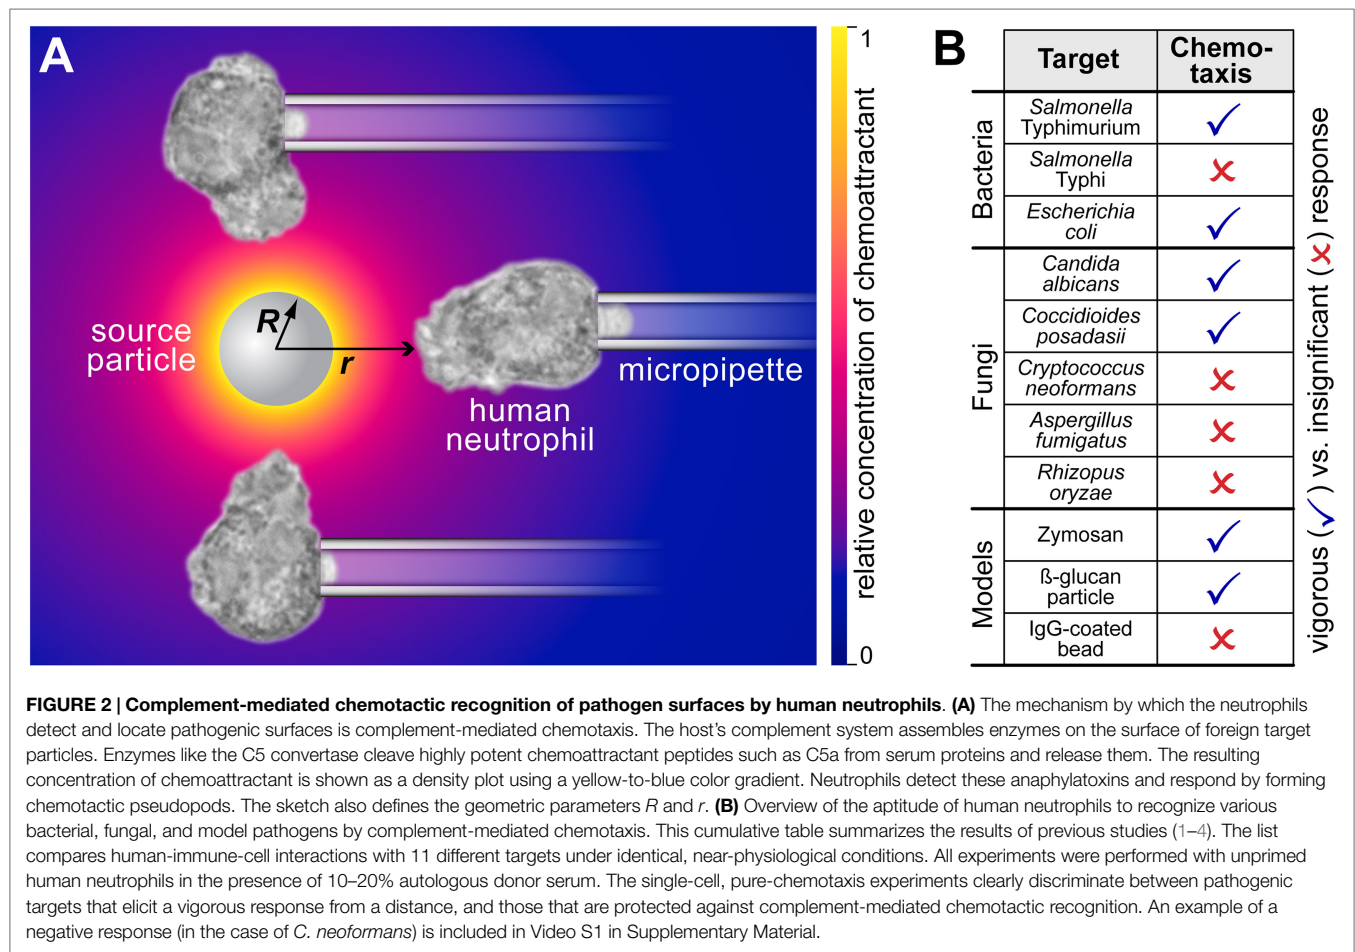 A
source
particle
R
r
human
neutrophil
micropipette
1
relative concentration of chemoattractant
0
B
Target
Chemo-
taxis
Bacteria
Salmonella
Typhimurium
✓
Salmonella
Typhi
✗
Escherichia
coli
✓
Fungi
Candida
albicans
✓
Coccidioides
posadasii
✓
Cryptococcus
neoformans
✗
Aspergillus
fumigatus
✗
Rhizopus
oryzae
✗
Models
Zymosan
✓
ß-glucan
particle
✓
IgG-coated
bead
✗
vigorous (✓) vs. insignificant (✗) response
FIGURE 2 | Complement-mediated chemotactic recognition of pathogen surfaces by human neutrophils. (A) The mechanism by which the neutrophils
detect and locate pathogenic surfaces is complement-mediated chemotaxis. The host's complement system assembles enzymes on the surface of foreign target
particles. Enzymes like the C5 convertase cleave highly potent chemoattractant peptides such as C5a from serum proteins and release them. The resulting
concentration of chemoattractant is shown as a density plot using a yellow-to-blue color gradient. Neutrophils detect these anaphylatoxins and respond by forming
chemotactic pseudopods. The sketch also defines the geometric parameters R and r. (B) Overview of the aptitude of human neutrophils to recognize various
bacterial, fungal, and model pathogens by complement-mediated chemotaxis. This cumulative table summarizes the results of previous studies (1–4). The list
compares human-immune-cell interactions with 11 different targets under identical, near-physiological conditions. All experiments were performed with unprimed
human neutrophils in the presence of 10–20% autologous donor serum. The single-cell, pure-chemotaxis experiments clearly discriminate between pathogenic
targets that elicit a vigorous response from a distance, and those that are protected against complement-mediated chemotactic recognition. An example of a
negative response (in the case of C. neoformans) is included in Video S1 in Supplementary Material.